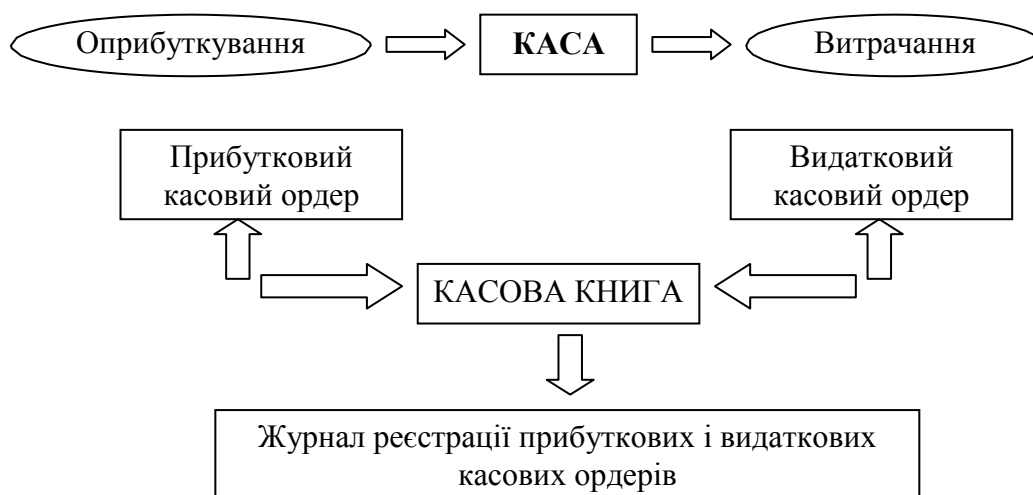 Оприбуткування
КАСА
Витрачання
Прибутковий
касовий ордер
Видатковий
касовий ордер
КАСОВА КНИГА
Журнал реєстрації прибуткових і видаткових
касових ордерів